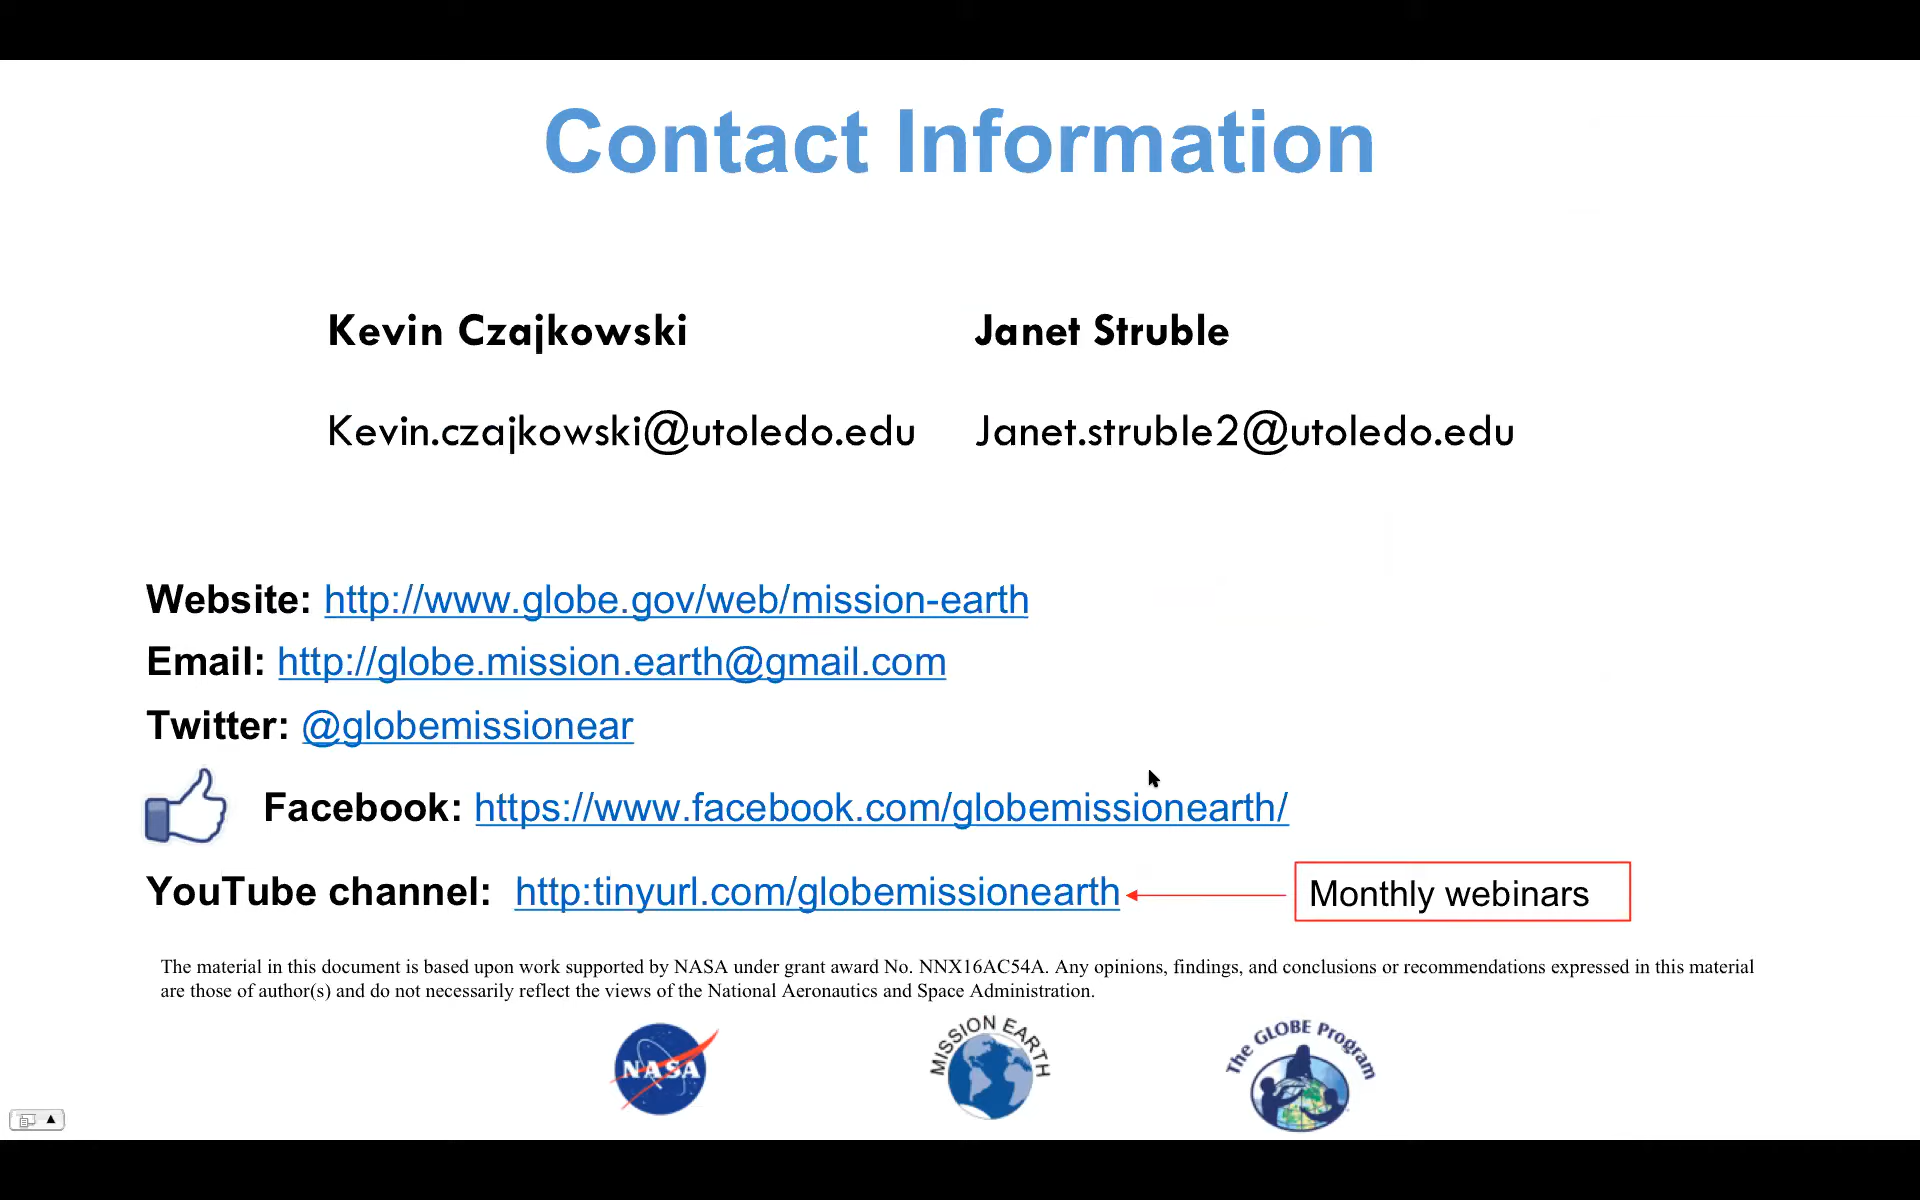 Contact Information
Kevin Czajkowski
Janet Struble
Kevin.czajkowski@utoledo.edu
Janet.struble2@utoledo.edu
Website: http://www.globe.gov/web/mission-earth
Email: http://globe.mission.earth@gmail.com
Twitter: @globemissionear
Facebook: https://www.facebook.com/globemissionearth/
YouTube channel: http:tinyurl.com/globemissionearth
Monthly webinars
The material in this document is based upon work supported by NASA under grant award No. NNX16AC54A. Any opinions, findings, and conclusions or recommendations expressed in this material
are those of author(s) and do not necessarily reflect the views of the National Aeronautics and Space Administration.
NASA
MISSION EARTH
The GLOBE Program